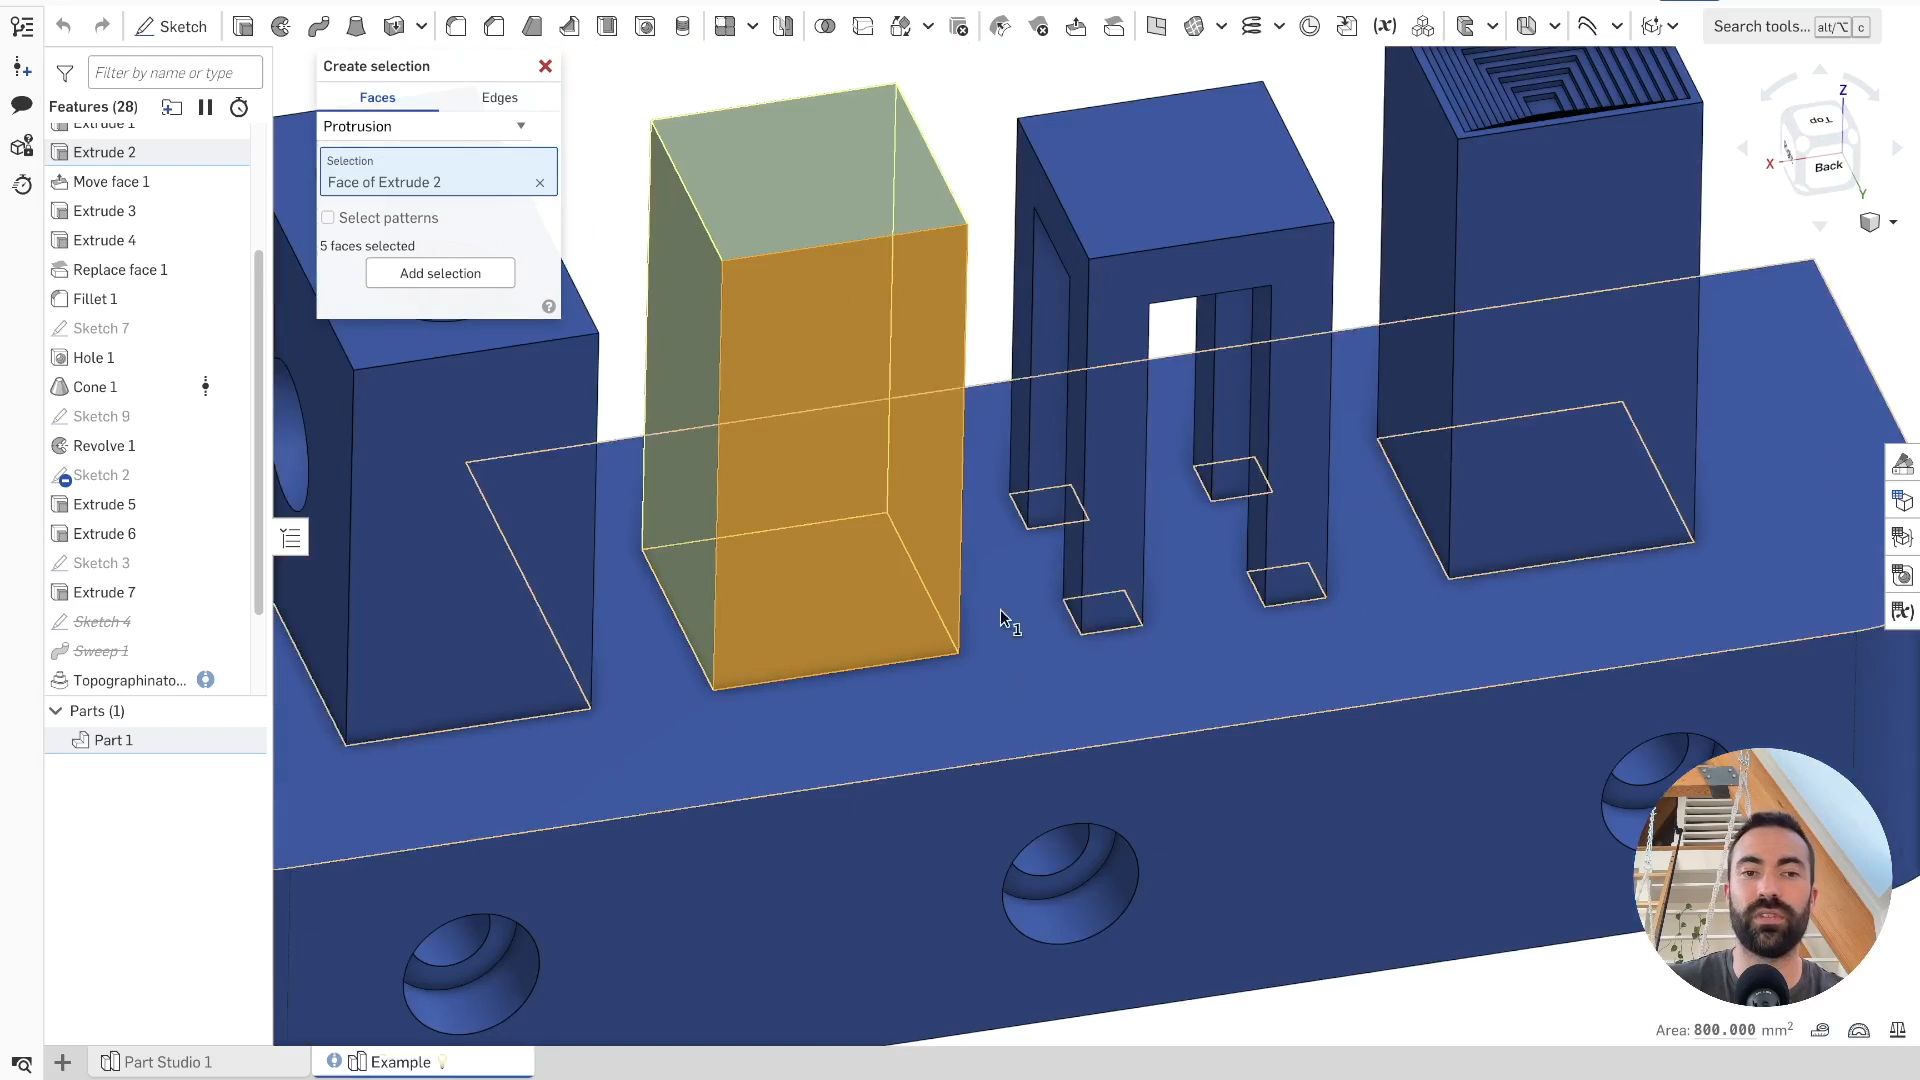 Sketch
Search tools...
alt/⌥
c
Filter by name or type
Features (28)
Extrude 1
Extrude 2
Move face 1
Extrude 3
Extrude 4
Replace face 1
Fillet 1
Sketch 7
Hole 1
Cone 1
Sketch 9
Revolve 1
Sketch 2
Extrude 5
Extrude 6
Sketch 3
Extrude 7
Sketch 4
Sweep 1
Topographinato...
Parts (1)
Part 1
Create selection
Faces
Edges
Protrusion
Selection
Face of Extrude 2
Select patterns
5 faces selected
Add selection
1
Z
Top
X
Back
Y
(x)
(x)
Area: 800.000 mm²
Part Studio 1
Example